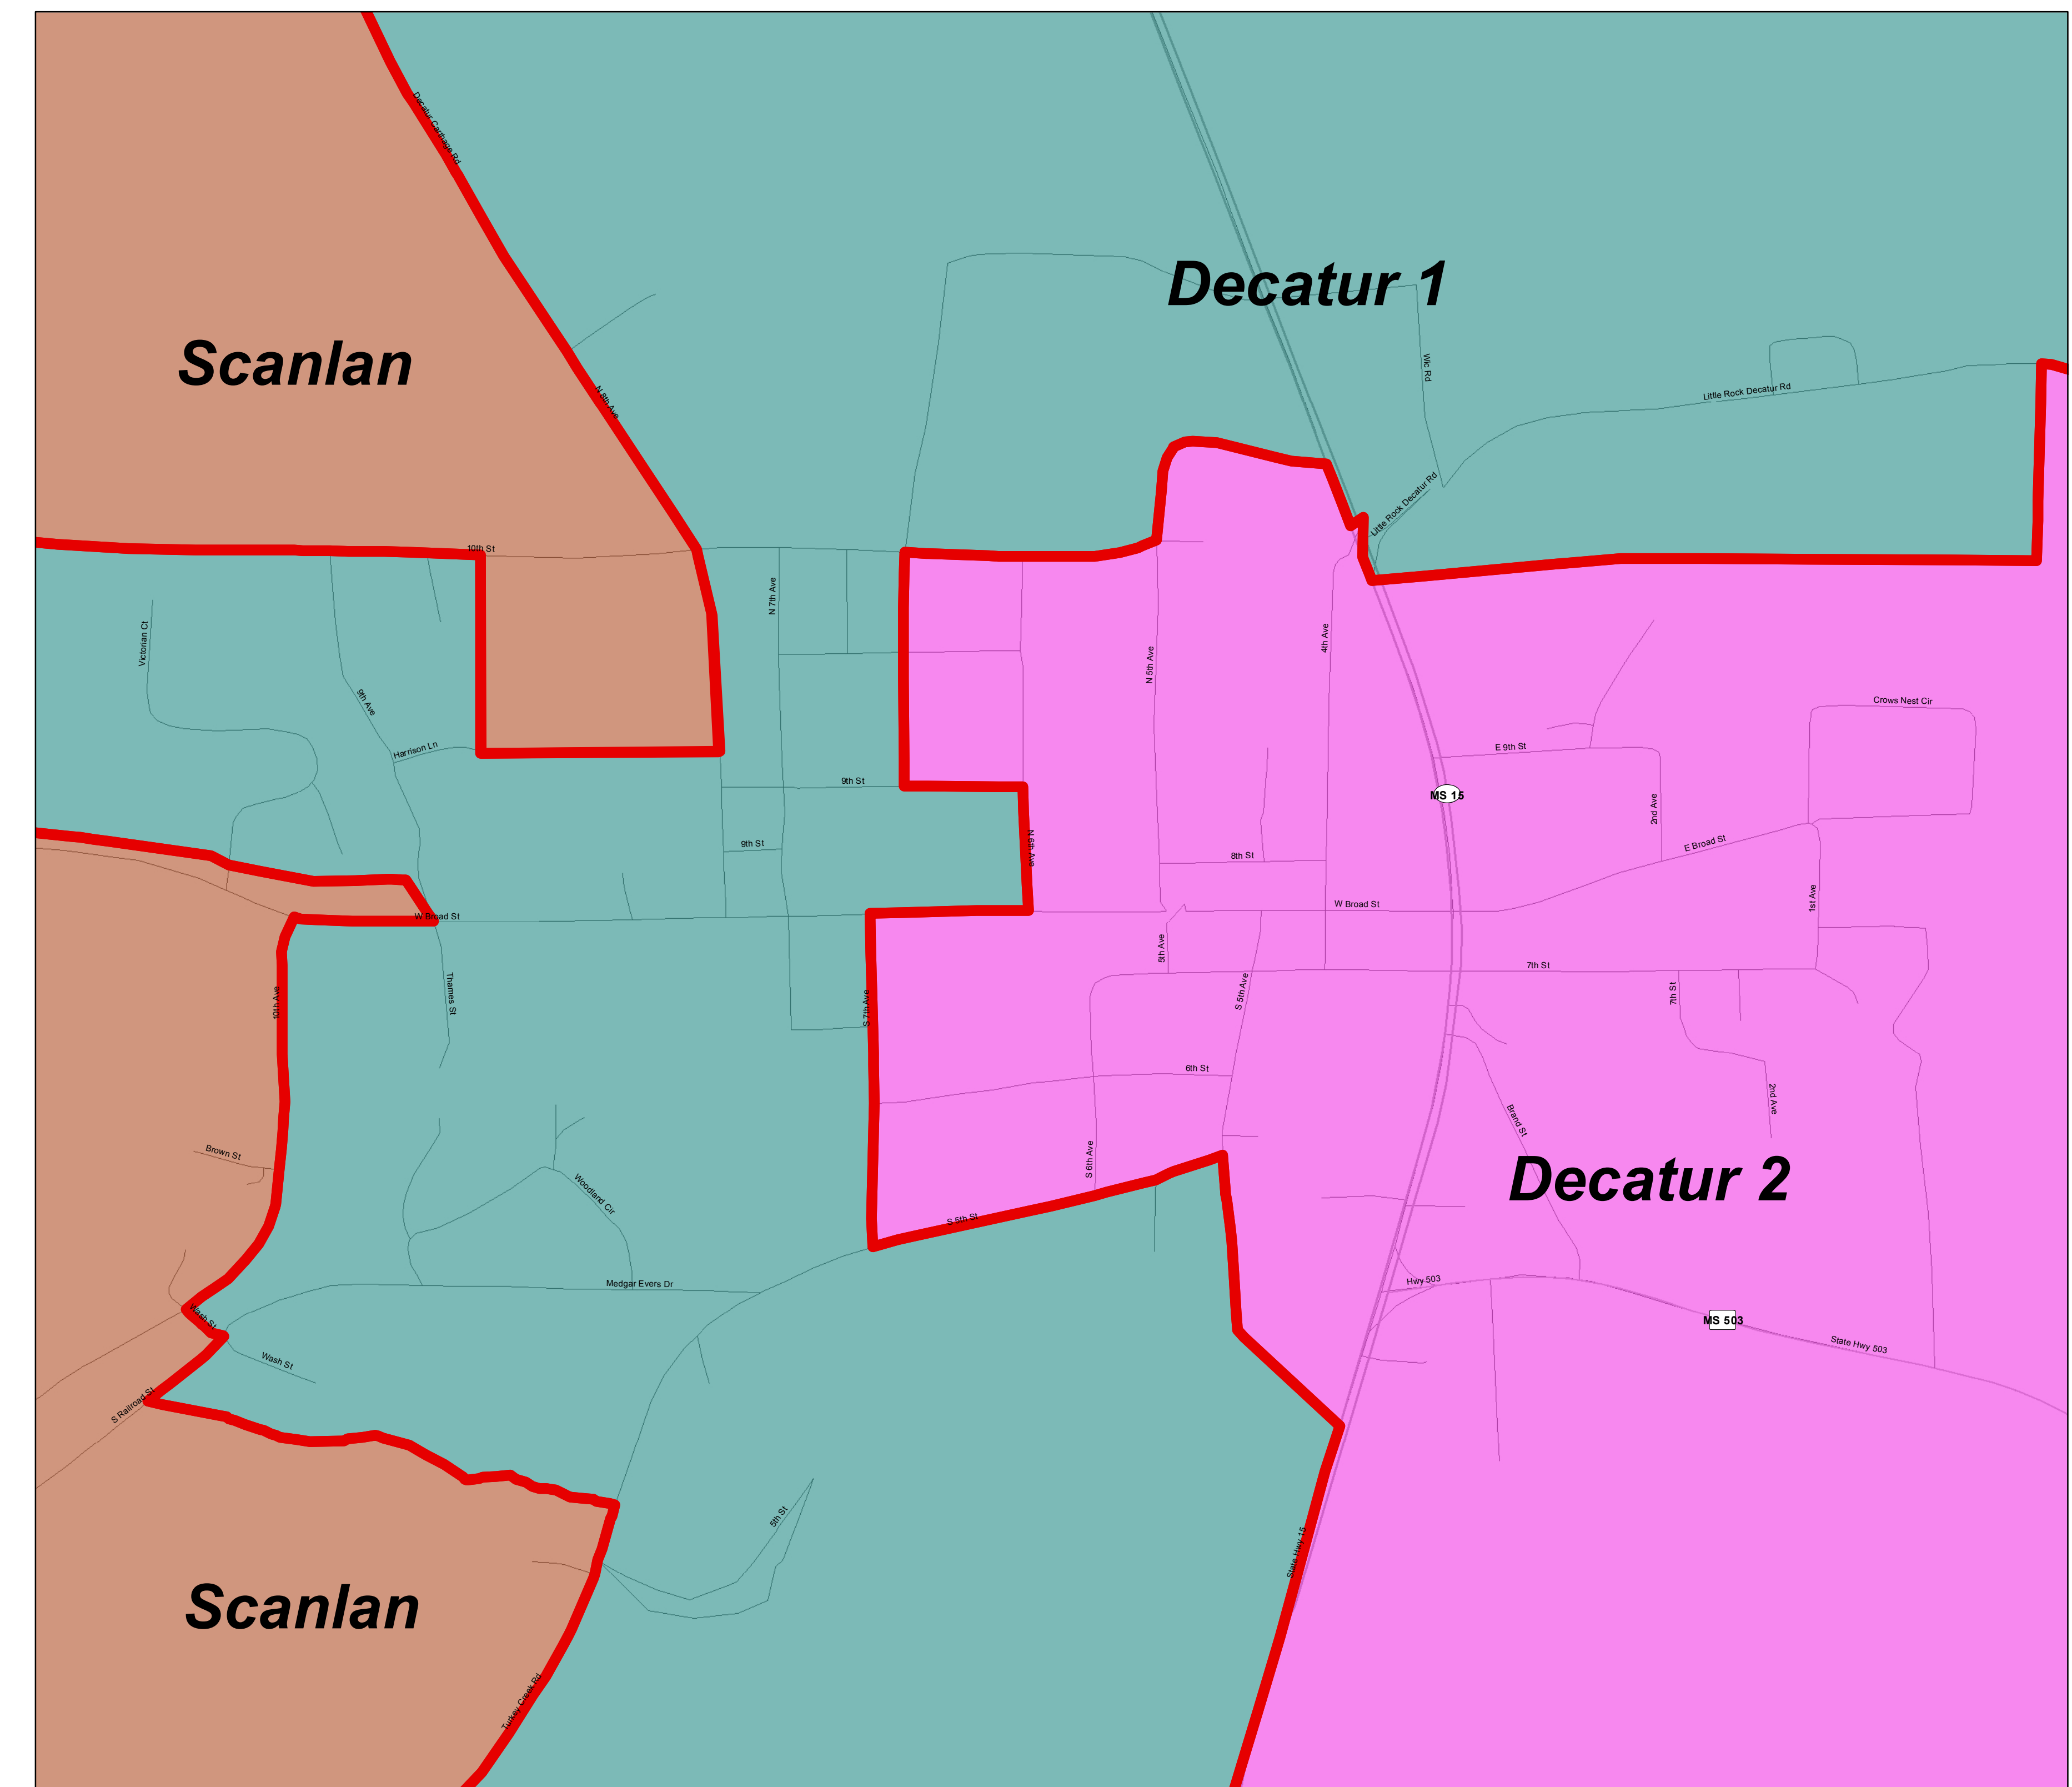 Decatur Carthage Rd
Decatur 1
Scanlan
Wic Rd
Little Rock Decatur Rd
N 8th Ave
Little Rock Decatur Rd
10th St
N 7th Ave
Victorian Ct
4th Ave
N 5th Ave
9th Ave
Crows Nest Cir
Harrison Ln
E 9th St
9th St
MS 15
2nd Ave
9th St
N 6th Ave
E Broad St
8th St
1st Ave
W Broad St
W Broad St
5th Ave
7th St
Thames St
10th Ave
S 7th Ave
S 5th Ave
7th St
6th St
2nd Ave
Brand St
Brown St
S 6th Ave
Decatur 2
Woodland Cir
S 5th St
Medgar Evers Dr
Hwy 503
Wash St
MS 503
State Hwy 503
Wash St
S Railroad St
5th St
State Hwy 15
Scanlan
Turkey Creek Rd